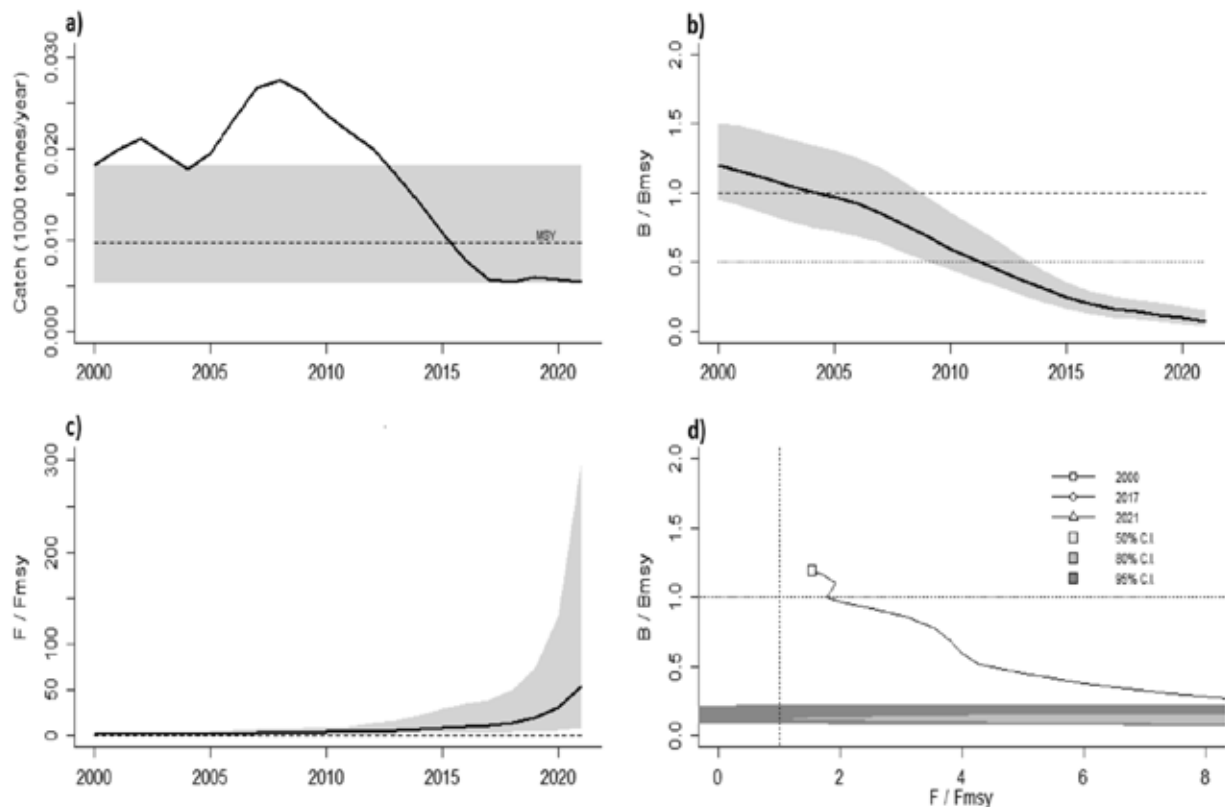 a)
Catch (1000 tonnes/year)
0.030
0.020
0.010
0.000
MSY
2000 2005 2010 2015 2020
b)
B / Bmsy
2.0
1.5
1.0
0.5
0.0
2000 2005 2010 2015 2020
c)
F / Fmsy
300
200
100
50
0
2000 2005 2010 2015 2020
d)
B / Bmsy
2.0
1.5
1.0
0.5
0.0
2000
2017
2021
50% C.I.
80% C.I.
95% C.I.
0 2 4 6 8
F / Fmsy